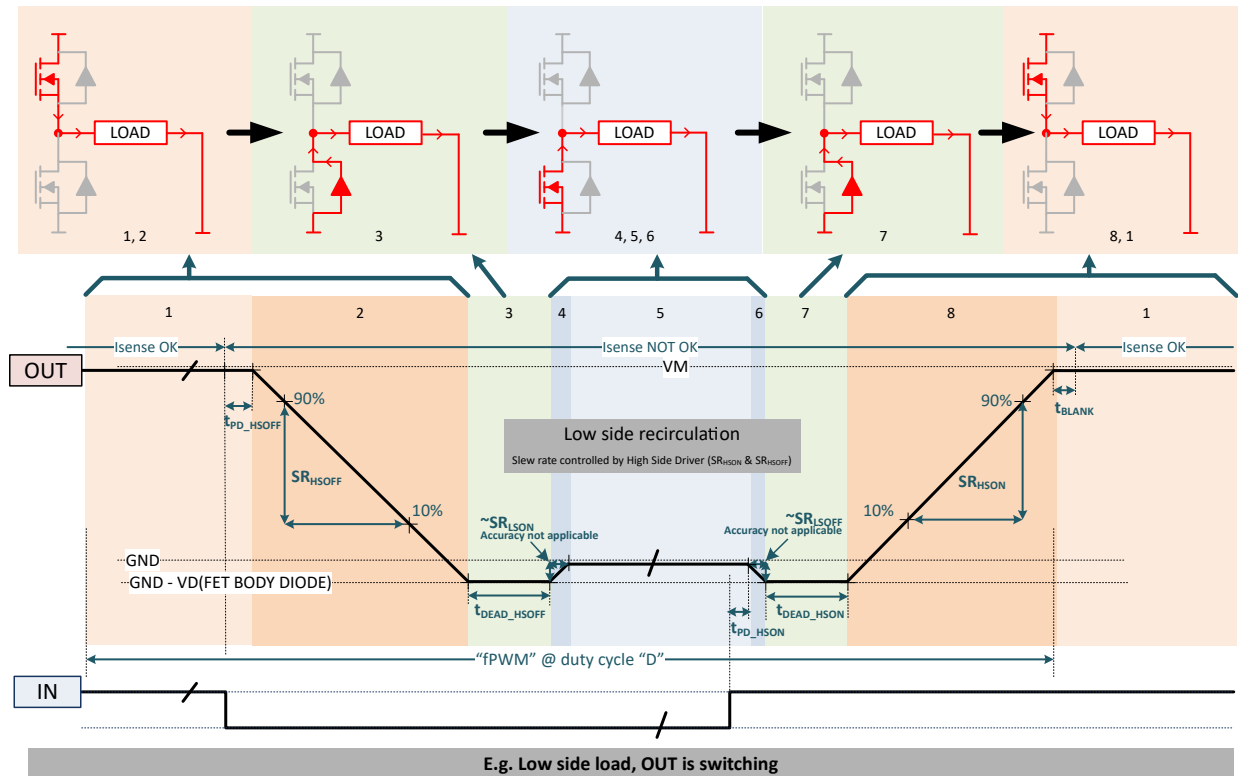 LOAD
LOAD
LOAD
LOAD
LOAD
1, 2
3
4, 5, 6
7
8, 1
1
2
3
4
5
6
7
8
1
Isense OK
Isense NOT OK
Isense OK
OUT
VM
90%
90%
tPD_HSOFF
tBLANK
Low side recirculation
Slew rate controlled by High Side Driver (SRHSON & SRHSOFF)
SRHSOFF
SRHSON
10%
10%
~SRLSON
Accuracy not applicable
~SRLSOFF
Accuracy not applicable
GND
GND - VD(FET BODY DIODE)
tDEAD_HSOFF
tDEAD_HSON
tPD_HSON
"fPWM" @ duty cycle "D"
IN
E.g. Low side load, OUT is switching